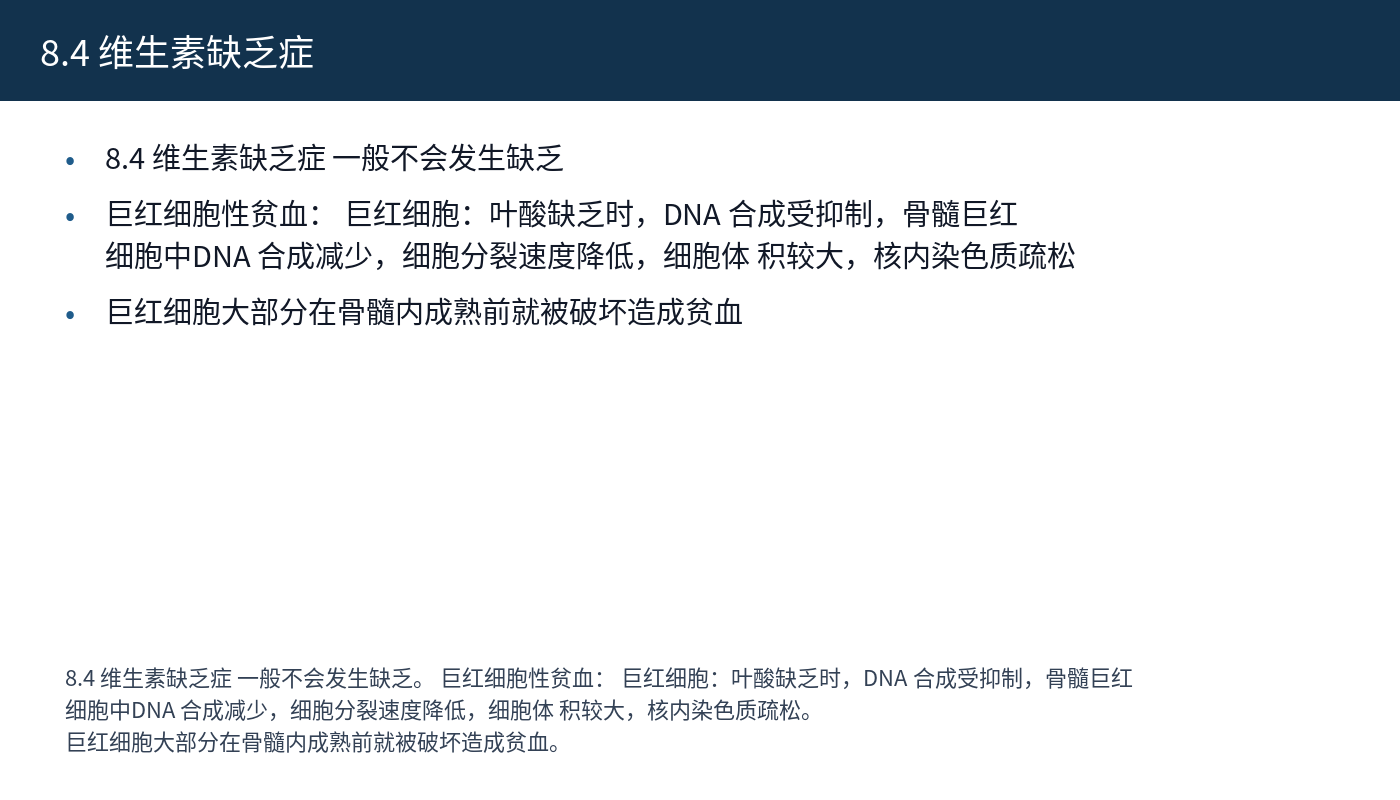 8.4 维生素缺乏症
• 8.4 维生素缺乏症 一般不会发生缺乏
• 巨红细胞性贫血： 巨红细胞：叶酸缺乏时，DNA 合成受抑制，骨髓巨红
细胞中DNA 合成减少，细胞分裂速度降低，细胞体 积较大，核内染色质疏松
• 巨红细胞大部分在骨髓内成熟前就被破坏造成贫血
8.4 维生素缺乏症 一般不会发生缺乏。 巨红细胞性贫血： 巨红细胞：叶酸缺乏时，DNA 合成受抑制，骨髓巨红
细胞中DNA 合成减少，细胞分裂速度降低，细胞体 积较大，核内染色质疏松。
巨红细胞大部分在骨髓内成熟前就被破坏造成贫血。